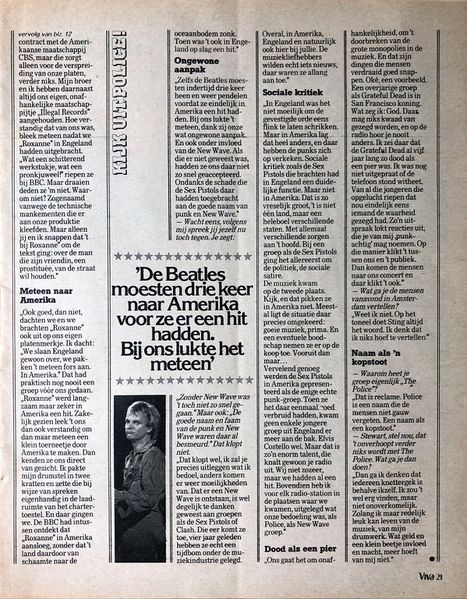 vervolg van blz. 12
contract met de Amerikaanse maatschappij
CBS, maar die zorgt
alleen voor de verspreiding van onze platen,
verder niks. Mijn broer
en ik hebben daarnaast
altijd ons eigen, onafhankelijke maatschappijtje „Illegal Records"
aangehouden. Hoe verstandig dat van ons was,
bleek meteen nadat we
„Roxanne" in Engeland
hadden uitgebracht.
"Wat een schitterend
werkstukje, wat een
pronkjuweel!" riepen ze
bij BBC. Maar draaien
deden ze 'm niet. Waarom niet? Zogenaamd
vanwege de technische
mankementen die er
aan onze produktie
kleefden. Maar alleen
jij en ik snappen dat 't
bij „Roxanne" om de
tekst ging: over de man
die zijn vriendin, een
prostituée, van de straat
wil houden.'
Meteen naar
Amerika
'Ook goed, dan niet,
dachten we en we
brachten „Roxanne"
ook uit op ons eigen
platenmerkje. Ik dacht:
"We slaan Engeland
gewoon over, we pakken 't meteen fors aan.
in Amerika." Dat had
praktisch nog nooit een
groep vóór ons gedaan.
„Roxanne" werd langzaam maar zeker in
Amerika een hit. Zakelijk gezien leek 't ons
dan ook verstandig om
dan maar meteen een
klein toerneetje door
Amerika te maken. Dan
kenden ze ons direct
van gezicht. Ik pakte
mijn drumstel in twee
kratten en zette die bij
wijze van spreken
eigenhandig in de laadruimte van het chartertoestel. En daar gingen
we. De BBC had intussen ontdekt dat
„Roxanne" in Amerika
aansloeg, zonder dat 't
land daardoor van
schaamte naar de
oceaanbodem zonk.
Toen was 't ook in Engeland op slag een hit.'
Ongewone
aanpak
'Zelfs de Beatles moesten indertijd drie keer
heen en weer pendelen
voordat ze eindelijk in
Amerika een hit hadden. Bij ons lukte 't
meteen, dank zij onze
wat ongewone aanpak.
En ook onder invloed
van de New Wave. Als
die er niet geweest was,
hadden ze ons daar niet
zo snel geaccepteerd.
Ondanks de schade die
de Sex Pistols daar
hadden toegebracht
aan de goede naam van
punk en New Wave.'
– Wacht eens, volgens
mij spreek jij jezelf nu
toch tegen. Je zegt:
'De Beatles
moesten drie keer
naar Amerika
voor ze er een hit
hadden.
Bij ons lukte het
meteen'
„Zonder New Wave was
't toch niet zo snel gegaan." Maar ook: „De
goede naam en faam
van de punk en New
Wave waren daar al
besmeurd." Dat klopt
niet.
'Dat klopt wel, ik zal je
precies uitleggen wat ik
bedoel, anders komen
er weer moeilijkheden
van. Dat er een New
Wave is ontstaan, is wel
degelijk te danken
geweest aan groepen
als de Sex Pistols of
Clash. Die eer komt ze
toe, vier jaar geleden
hebben ze echt een
tijdbom onder de
muziekindustrie gelegd.
Overal, in Amerika,
Engeland en natuurlijk
ook hier bij jullie. De
muziekliefhebbers
wilden echt iets nieuws,
daar waren ze allang
aan toe.'
Sociale kritiek
'In Engeland was het
niet moeilijk om de
gevestigde orde eens
flink te laten schrikken.
Maar in Amerika lag
dat heel anders, en daar
hebben de punks zich
op verkeken. Sociale
kritiek zoals de Sex
Pistols die brachten had
in Engeland een duidelijke functie. Maar niet
in Amerika. Dat is zo
vreselijk groot, 't is niet
één land, maar een
heleboel verschillende
staten. Met allemaal
verschillende zorgen
aan 't hoofd. Bij een
groep als de Sex Pistols
ging het allereerst om
de politiek, de sociale
satire.
De muziek kwam
op de tweede plaats.
Kijk, en dat pikken ze
in Amerika niet. Meestal ligt de situatie daar
precies omgekeerd:
goeie muziek, prima. En
een eventuele boodschap nemen ze er op de
koop toe. Vooruit dan
maar...
Vervelend genoeg
werden de Sex Pistols
in Amerika gepresenteerd als de enige echte
punk-groep. Toen ze
het daar eenmaal rood
verbruid hadden, kwam
geen enkele jongere
groep uit Engeland er
meer aan de bak. Elvis
Costello wel. Maar dat is
zo'n enorm talent, die
knalt gewoon je radio
uit. Wij niet zozeer,
maar we hadden al een
hit. Bovendien heb ik
voor elk radio-station in
de plaatsen waar we
kwamen, uitgelegd wat
onze bedoeling was, als
Police, als New Wave
groep.'
Dood als een pier
'Ons gaat het om onafhankelijkheid, om 't
doorbreken van de
grote monopolies in de
muziek. En dat zijn
dingen die mensen
verdraaid goed snappen. Oké, een voorbeeld.
Een overjarige groep
als Grateful Dead is in
San Francisco koning.
Wat zeg ik: God. Daar
mag niks kwaad van
gezegd worden, en op de
radio hoor je nooit
anders. Ik zei daar dat
de Grateful Dead al vijf
jaar lang zo dood als
een pier was. Ik was nog
niet uitgepraat of de
telefoon stond witheet.
Van al die jongeren die
opgelucht riepen dat
nou eindelijk eens
iemand de waarheid
gezegd had. Zo'n uitspraak verwachtten ze van
die je van mij „punkachtig" mag noemen. Op
die manier klikt 't tussen ons en 't publiek.
Dan komen de mensen
naar ons concert en
daar klikt 't ook.'
– Wat ga je de mensen
vanavond in Amsterdam vertellen?
'Weet ik niet. Op het
toneel doet Sting altijd
het woord. Ik denk dat
ik niks hoef te vertellen.'
Naam als 'n
kopstoot
– Waarom heet je
groep eigenlijk „The
Police"?
'Dat is reclame. Police
is een naam die de
mensen niet gauw
vergeten. Een naam als
een kopstoot.'
– Stewart, stel nou, dat
't onverhoopt verder
niks wordt met The
Police. Wat ga je dan
doen?
'Dan ga ik denken dat
iedereen knettergek is
behalve ikzelf. Ik zou 't
wel erg vinden, maar
niet onoverkomelijk.
Zolang ik maar redelijk
leuk kan leven van de
muziek, van mijn
drumwerk. Wat geld en
een klein beetje invloed
en macht, meer hoeft
van mij niet.'
Viva 21